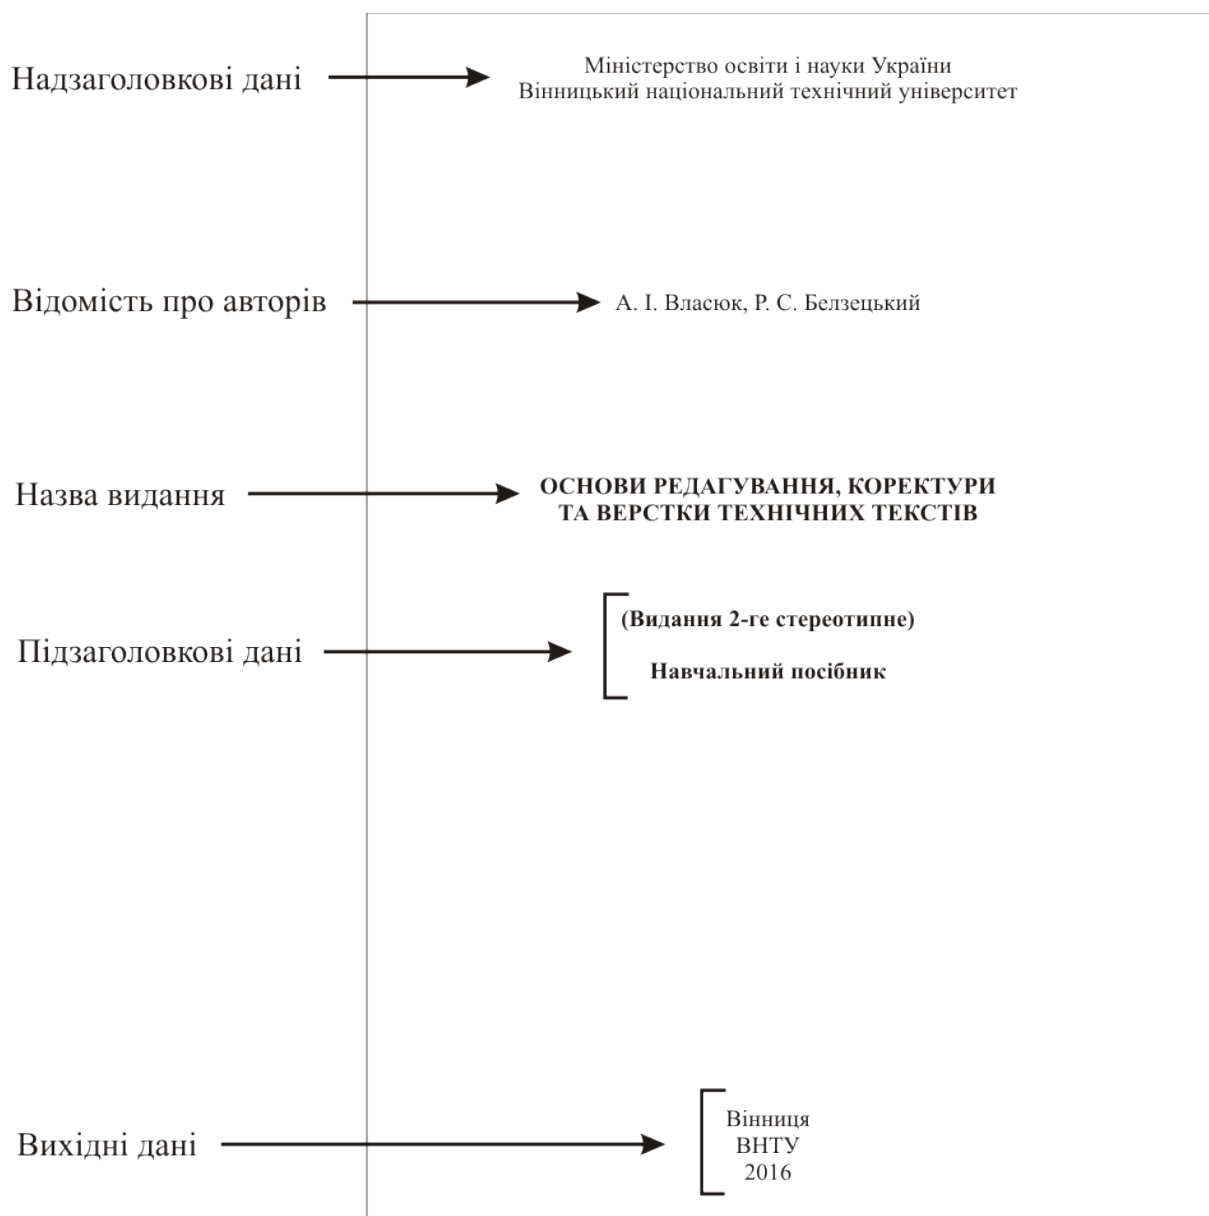 Надзаголовкові дані
Міністерство освіти і науки України
Вінницький національний технічний університет
Відомість про авторів
А. І. Власюк, Р. С. Белзецький
Назва видання
ОСНОВИ РЕДАГУВАННЯ, КОРЕКТУРИ
ТА ВЕРСТКИ ТЕХНІЧНИХ ТЕКСТІВ
Підзаголовкові дані
(Видання 2-ге стереотипне)
Навчальний посібник
Вихідні дані
Вінниця
ВНТУ
2016